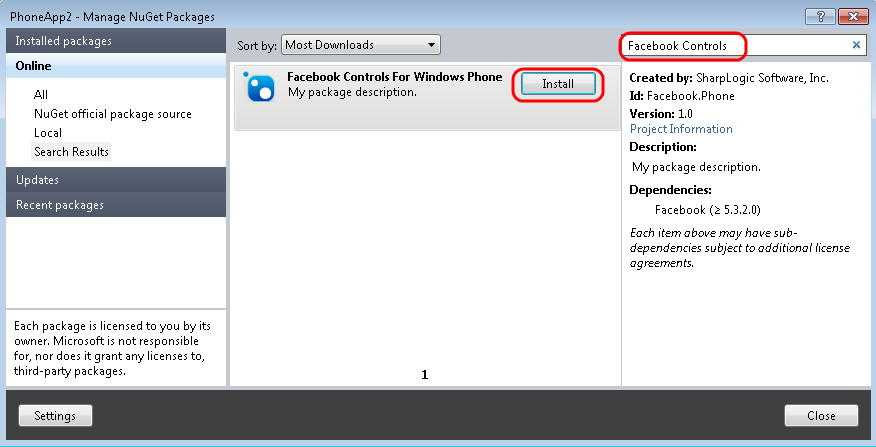 PhoneApp2 - Manage NuGet Packages
?
Installed packages
Online
All
NuGet official package source
Local
Search Results
Updates
Recent packages
Each package is licensed to you by its
owner. Microsoft is not responsible
for, nor does it grant any licenses to,
third-party packages.
Sort by: Most Downloads
Facebook Controls For Windows Phone
My package description.
Install
1
Facebook Controls
Created by: SharpLogic Software, Inc.
Id: Facebook.Phone
Version: 1.0
Project Information
Description:
My package description.
Dependencies:
Facebook (≥ 5.3.2.0)
Each item above may have sub-
dependencies subject to additional license
agreements.
Settings
Close